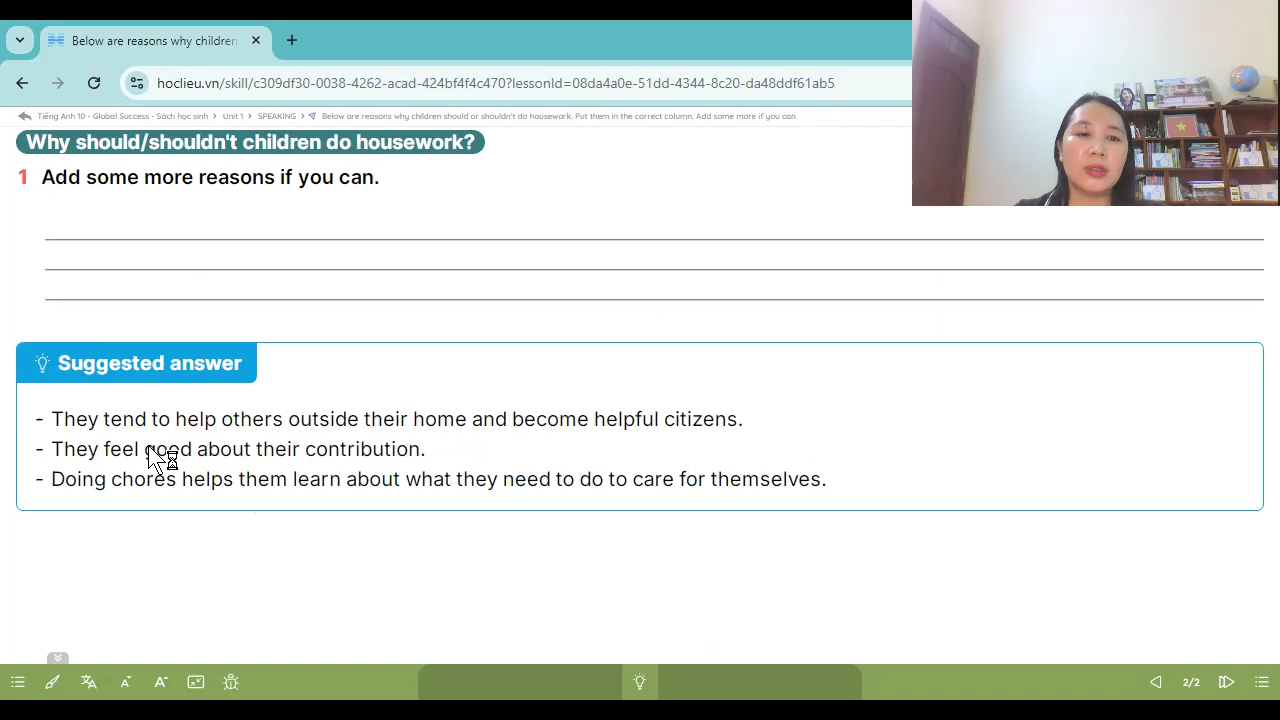 Below are reasons why children
hoclieu.vn/skill/c309df30-0038-4262-acad-424bf4f4c470?lessonId=08da4a0e-51dd-4344-8c20-da48ddf61ab5
Tiếng Anh 10 - Global Success - Sách học sinh > Unit 1 > SPEAKING > Below are reasons why children should or shouldn't do housework. Put them in the correct column. Add some more if you can.
Why should/shouldn't children do housework?
1 Add some more reasons if you can.
Suggested answer
- They tend to help others outside their home and become helpful citizens.
- They feel good about their contribution.
- Doing chores helps them learn about what they need to do to care for themselves.
2/2